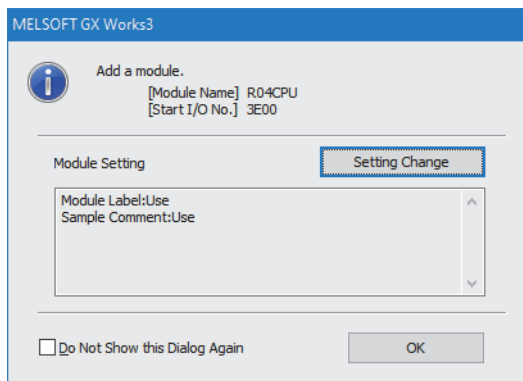 MELSOFT GX Works3
Add a module.
[Module Name] R04CPU
[Start I/O No.] 3E00
Module Setting
Setting Change
Module Label:Use
Sample Comment:Use
Do Not Show this Dialog Again
OK